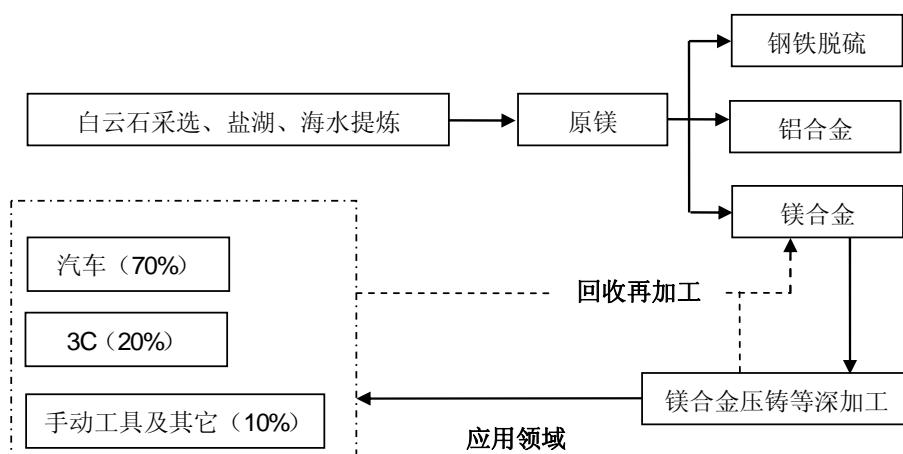 钢铁脱硫
白云石采选、盐湖、海水提炼
原镁
铝合金
镁合金
汽车（70%）
回收再加工
3C（20%）
镁合金压铸等深加工
手动工具及其它（10%）
应用领域